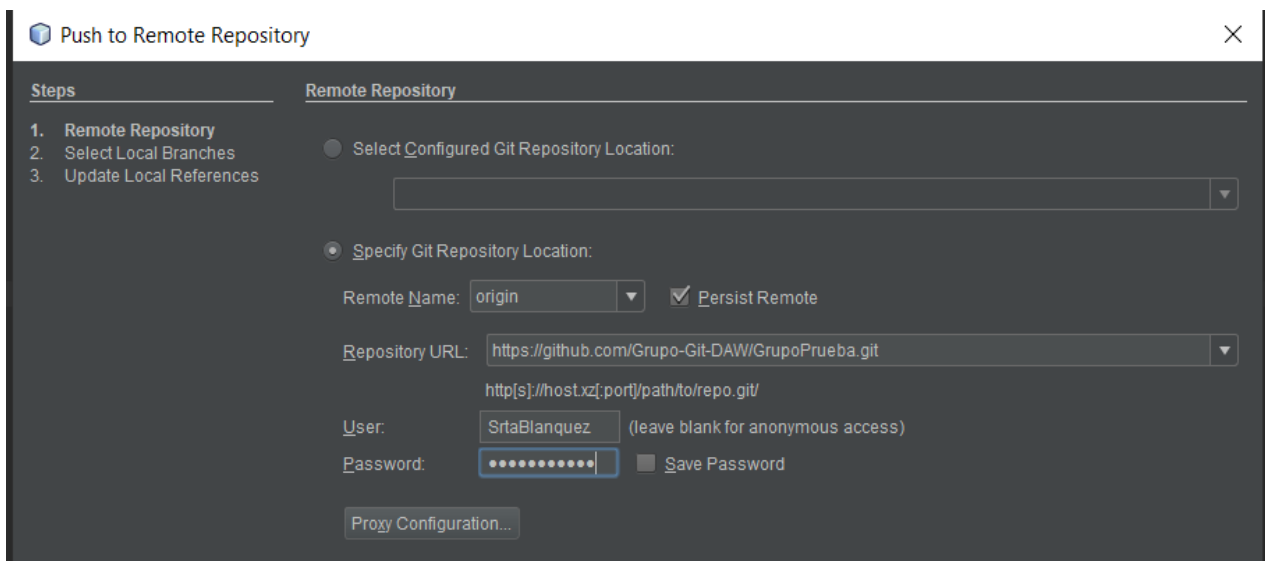 Push to Remote Repository
Steps
1. Remote Repository
2. Select Local Branches
3. Update Local References
Remote Repository
Select Configured Git Repository Location:
Specify Git Repository Location:
Remote Name: origin Persist Remote
Repository URL: https://github.com/Grupo-Git-DAW/GrupoPrueba.git
http[s]://host.xz[:port]/path/to/repo.git/
User: SrtaBlanquez (leave blank for anonymous access)
Password: ●●●●●●●●●●● Save Password
Proxy Configuration...